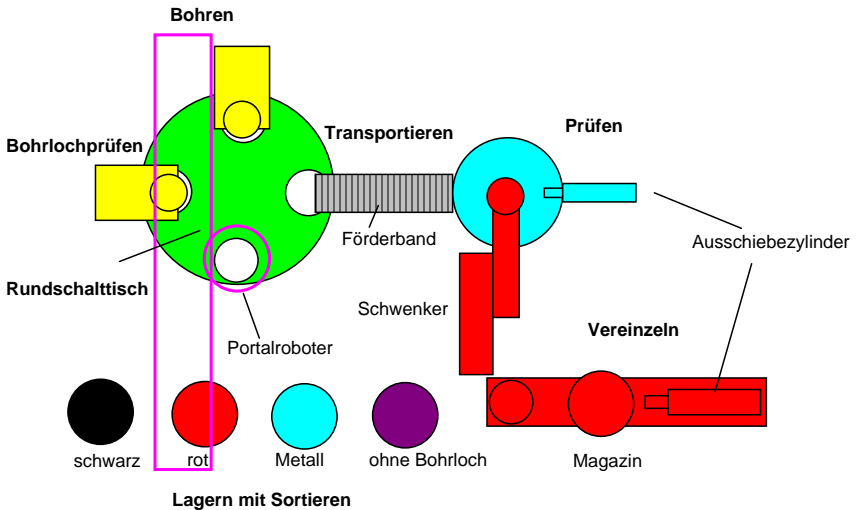 Bohren
Transportieren
Prüfen
Bohrlochprüfen
Förderband
Ausschiebezylinder
Rundschalttisch
Schwenker
Vereinzeln
Portalroboter
schwarz
rot
Metall
ohne Bohrloch
Magazin
Lagern mit Sortieren